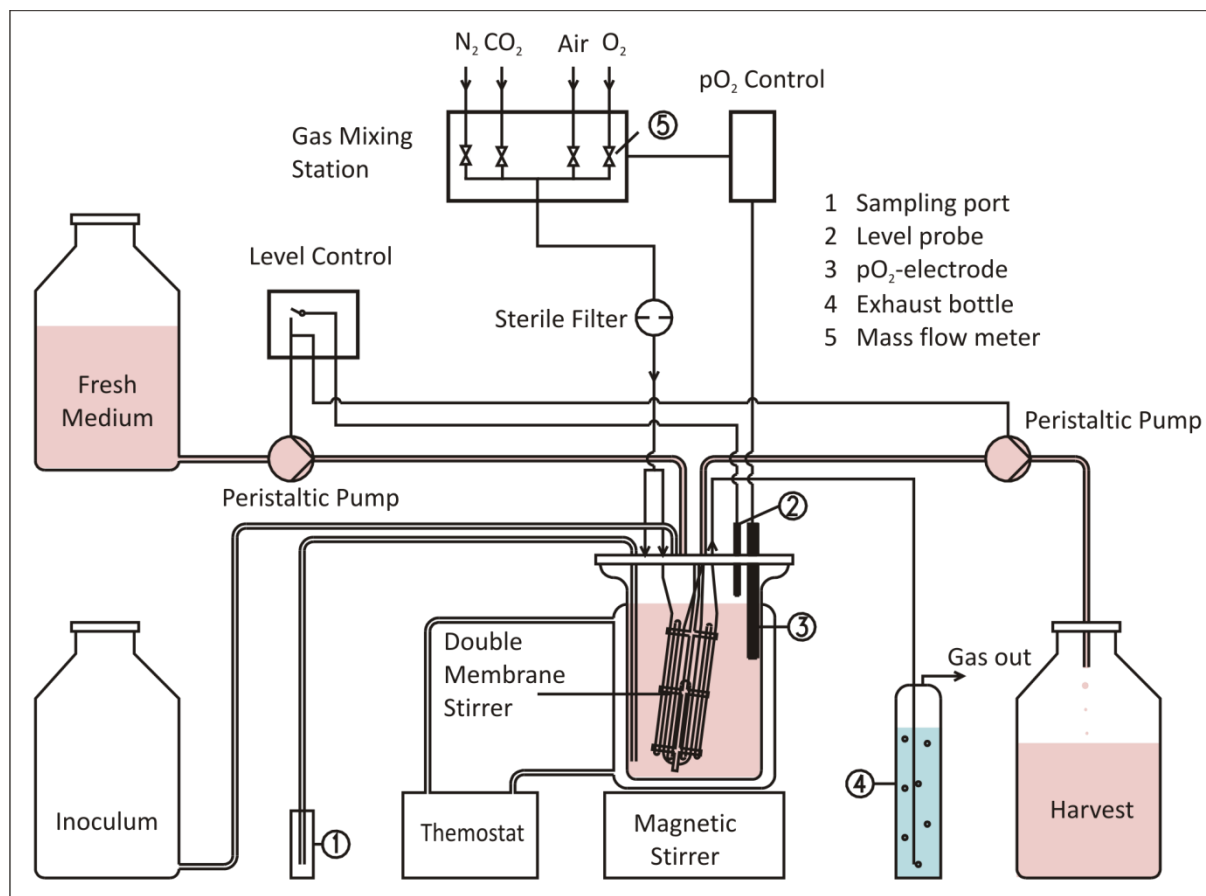 N₂ CO₂ Air O₂
pO₂ Control
Gas Mixing
Station
5
1 Sampling port
2 Level probe
3 pO₂-electrode
4 Exhaust bottle
5 Mass flow meter
Level Control
Sterile Filter
Fresh
Medium
Peristaltic Pump
Peristaltic Pump
2
3
Double
Membrane
Stirrer
Gas out
4
Inoculum
1
Themostat
Magnetic
Stirrer
Harvest